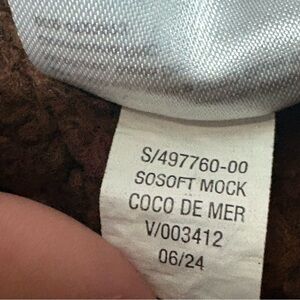 S/497760-00
SOSOFT MOCK
COCO DE MER
V/003412
06/24